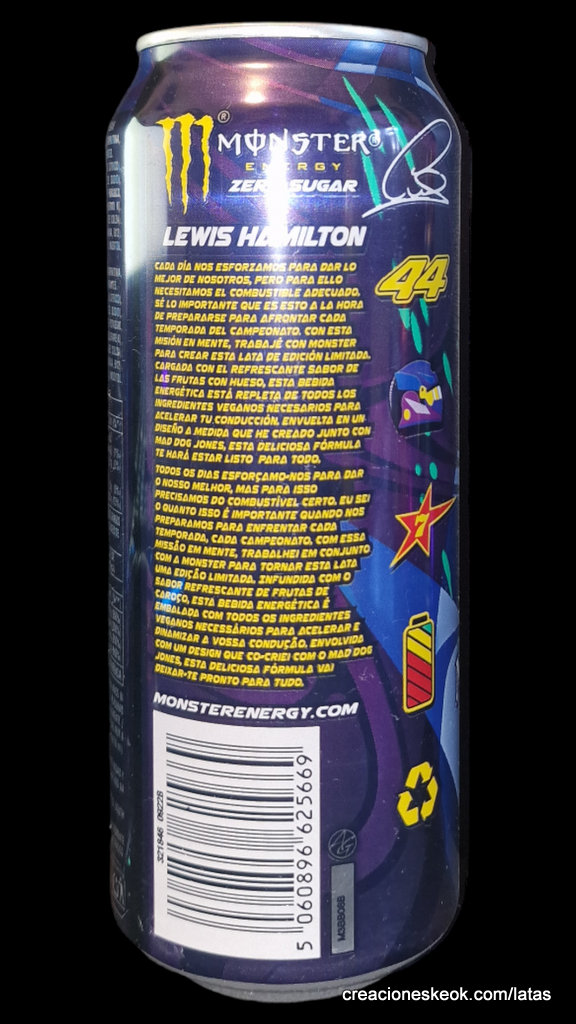 MONSTER®
ENERGY
ZERO SUGAR
LEWIS HAMILTON
44
CADA DÍA NOS ESFORZAMOS PARA DAR LO
MEJOR DE NOSOTROS, PERO PARA ELLO
NECESITAMOS EL COMBUSTIBLE ADECUADO.
SÉ LO IMPORTANTE QUE ES ESTO A LA HORA
DE PREPARARSE PARA AFRONTAR CADA
TEMPORADA DEL CAMPEONATO. CON ESTA
MISIÓN EN MENTE, TRABAJÉ CON MONSTER
PARA CREAR ESTA LATA DE EDICIÓN LIMITADA.
CARGADA CON EL REFRESCANTE SABOR DE
LAS FRUTAS CON HUESO, ESTA BEBIDA
ENERGÉTICA ESTÁ REPLETA DE TODOS LOS
INGREDIENTES VEGANOS NECESARIOS PARA
ACELERAR TU CONDUCCIÓN. ENVUELTA EN UN
DISEÑO A MEDIDA QUE HE CREADO JUNTO CON
MAD DOG JONES, ESTA DELICIOSA FÓRMULA
TE HARÁ ESTAR LISTO PARA TODO.
TODOS OS DIAS ESFORÇAMO-NOS PARA DAR
O NOSSO MELHOR, MAS PARA ISSO
PRECISAMOS DO COMBUSTÍVEL CERTO. EU SEI
O QUANTO ISSO É IMPORTANTE QUANDO NOS
PREPARAMOS PARA ENFRENTAR CADA
TEMPORADA, CADA CAMPEONATO. COM ESSA
MISSÃO EM MENTE, TRABALHEI EM CONJUNTO
COM A MONSTER PARA TORNAR ESTA LATA
UMA EDIÇÃO LIMITADA. INFUNDIDA COM O
SABOR REFRESCANTE DE FRUTAS DE
CAROÇO, ESTA BEBIDA ENERGÉTICA É
EMBALADA COM TODOS OS INGREDIENTES
VEGANOS NECESSÁRIOS PARA ACELERAR E
DINAMIZAR A VOSSA CONDUÇÃO. ENVOLVIDA
COM UM DESIGN QUE CO-CRIEI COM O MAD DOG
JONES, ESTA DELICIOSA FÓRMULA VAI
DEIXAR-TE PRONTO PARA TUDO.
7
MONSTERENERGY.COM
321846 0922B
5 060896 625669
M36BO6B
creacioneskeok.com/latas